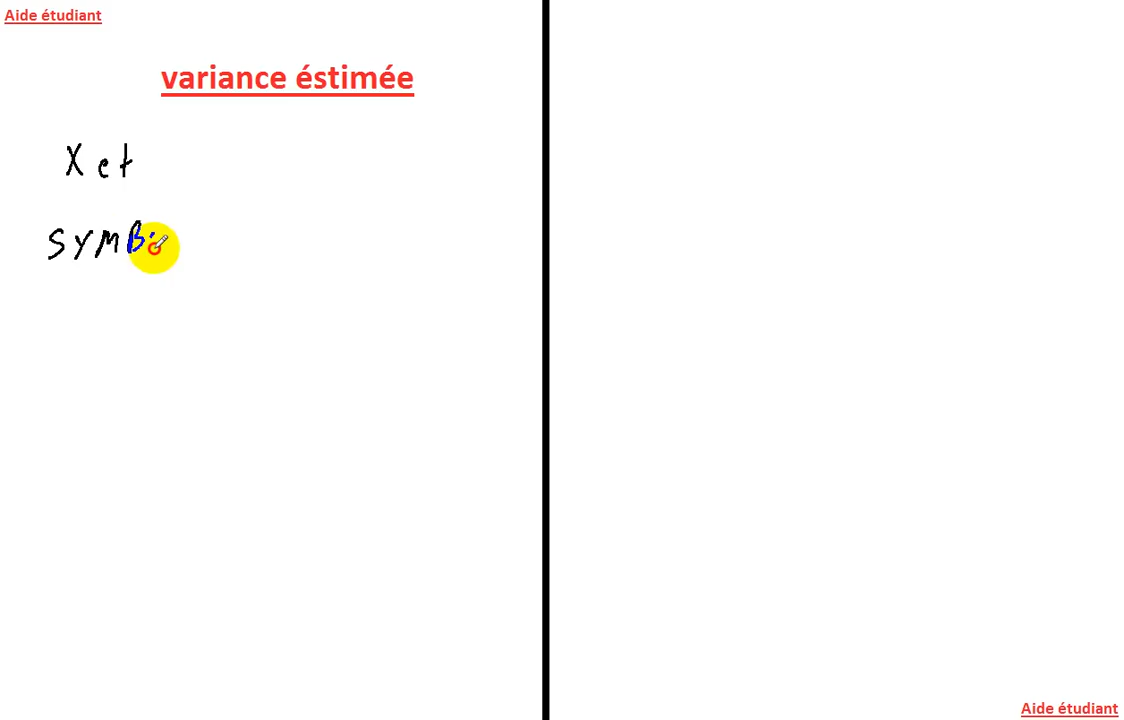 Aide étudiant
variance éstimée
X et
SYMB
Aide étudiant